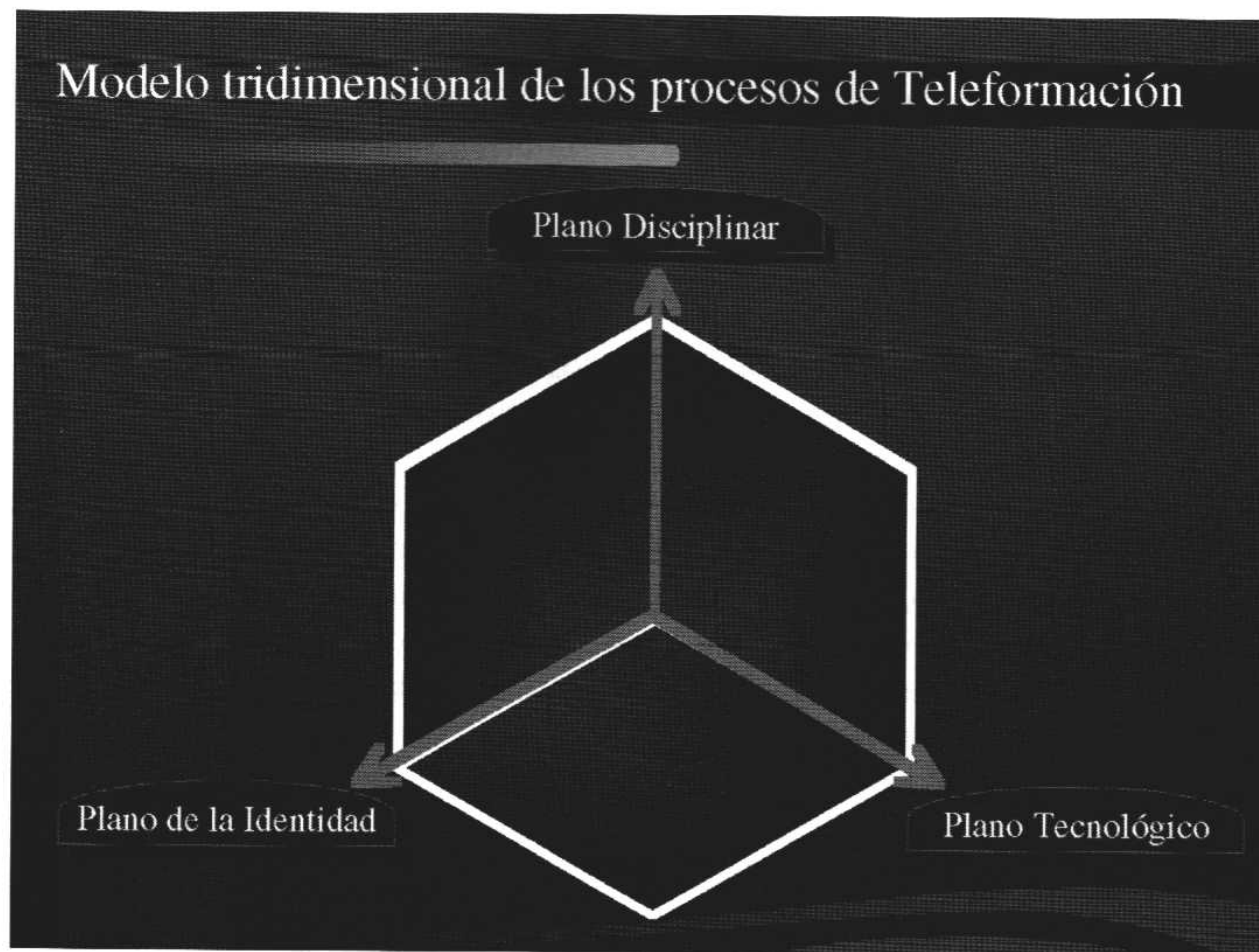 Modelo tridimensional de los procesos de Teleformación
Plano Disciplinar
Plano de la Identidad
Plano Tecnológico